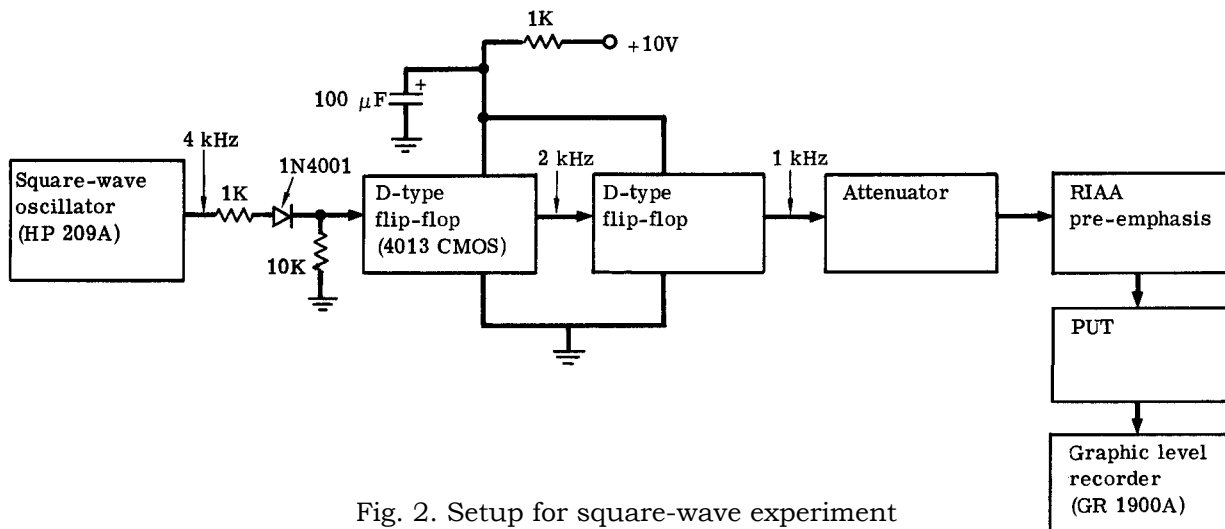 1K
+10V
+
100 μF
4 kHz
1N4001
2 kHz
1 kHz
Square-wave
oscillator
(HP 209A)
1K
10K
D-type
flip-flop
(4013 CMOS)
D-type
flip-flop
Attenuator
RIAA
pre-emphasis
PUT
Graphic level
recorder
(GR 1900A)
Fig. 2. Setup for square-wave experiment